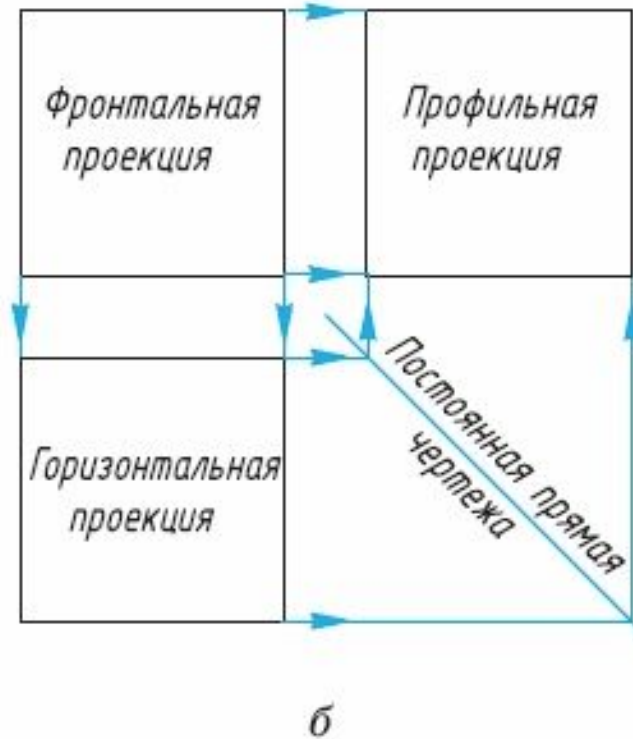 Фронтальная
проекция
Профильная
проекция
Горизонтальная
проекция
Постоянная прямая
чертежа
б